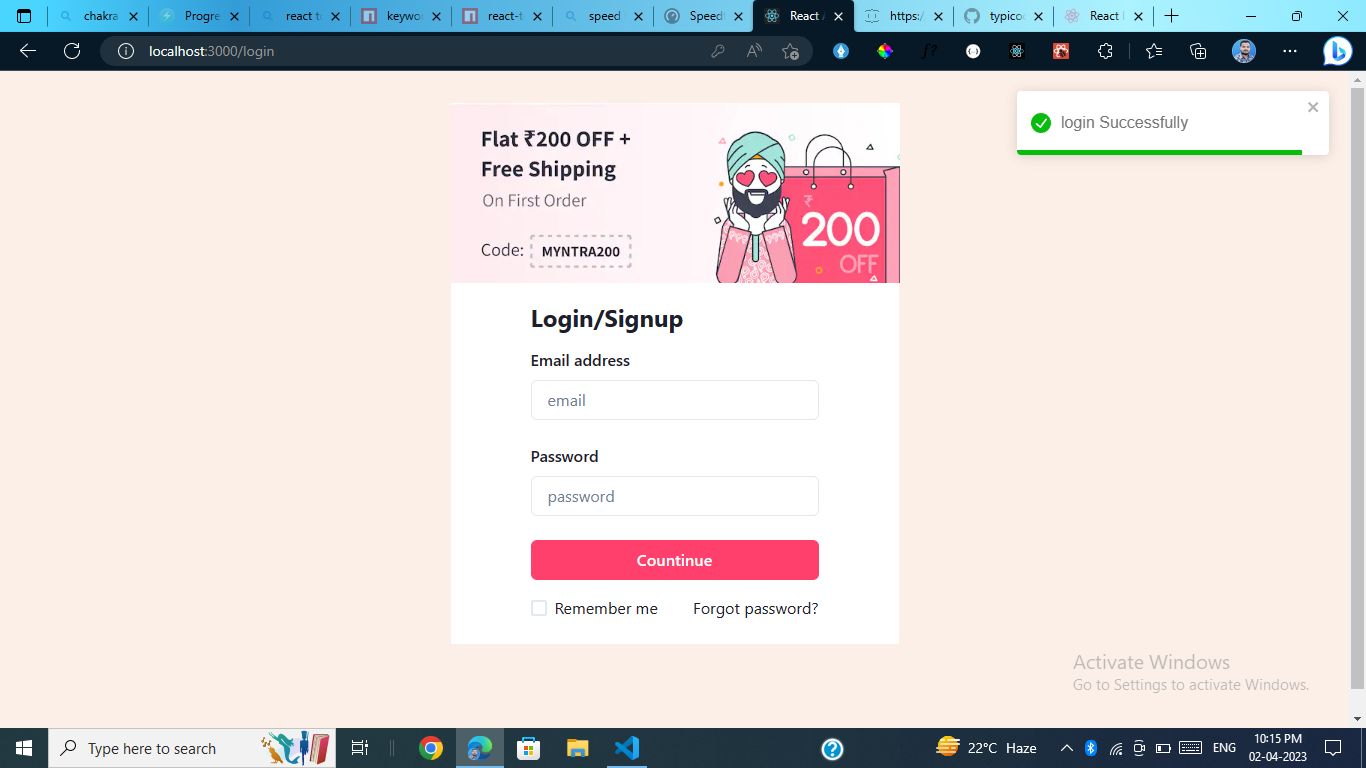 chakra
Progre
react ta
keywor
react-t
speed
Speedt
React A
https:/
typico
React
localhost:3000/login
login Successfully
Flat ₹200 OFF +
Free Shipping
On First Order
Code: MYNTRA200
₹
200
OFF
Login/Signup
Email address
email
Password
password
Countinue
Remember me
Forgot password?
Activate Windows
Go to Settings to activate Windows.
Type here to search
22°C Haze
ENG
10:15 PM
02-04-2023